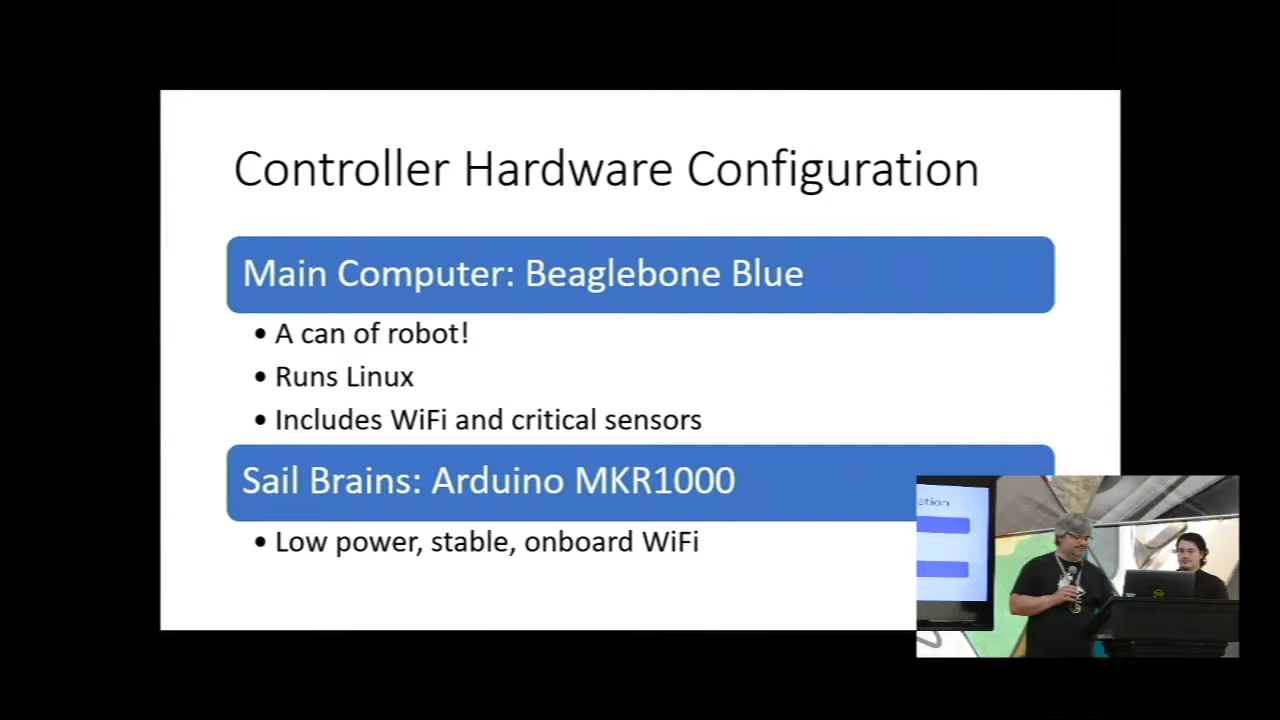 Controller Hardware Configuration
Main Computer: Beaglebone Blue
• A can of robot!
• Runs Linux
• Includes WiFi and critical sensors
Sail Brains: Arduino MKR1000
• Low power, stable, onboard WiFi
ation